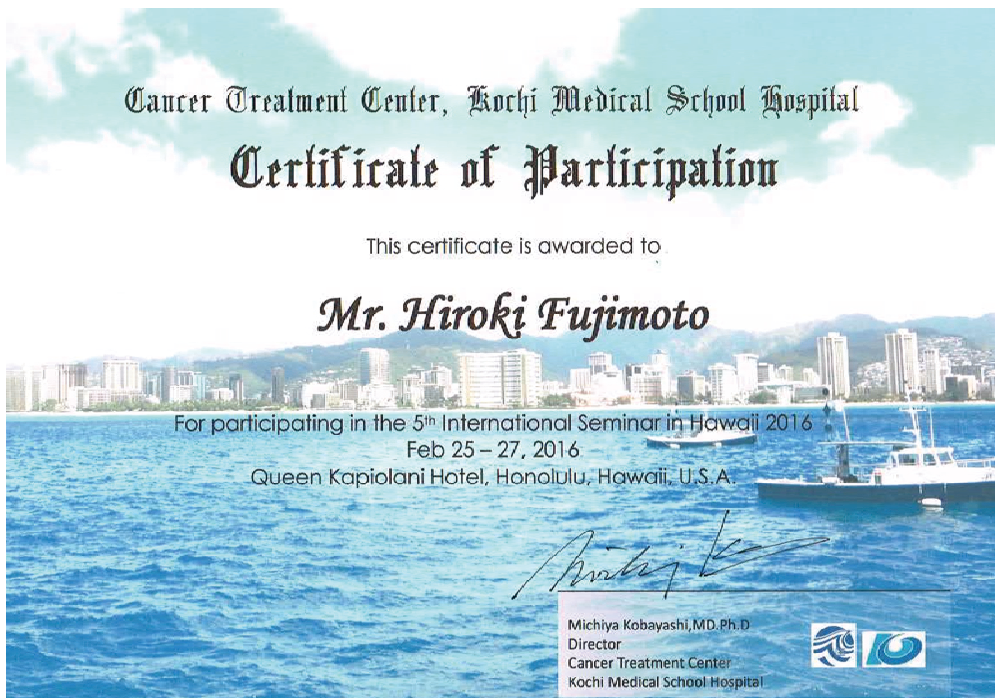 Cancer Treatment Center, Kochi Medical School Hospital
Certificate of Participation
This certificate is awarded to
Mr. Hiroki Fujimoto
For participating in the 5th International Seminar in Hawaii 2016
Feb 25 – 27, 2016
Queen Kapiolani Hotel, Honolulu, Hawaii, U.S.A.
Michiya Kobayashi,MD.Ph.D
Director
Cancer Treatment Center
Kochi Medical School Hospital